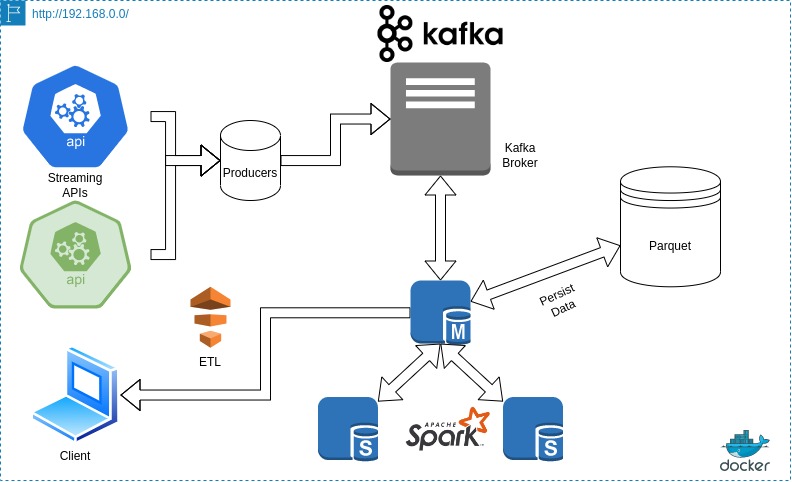 http://192.168.0.0/
kafka
api
Streaming
APIs
Producers
Kafka
Broker
api
Parquet
Persist
Data
M
ETL
APACHE
Spark
S
S
Client
docker